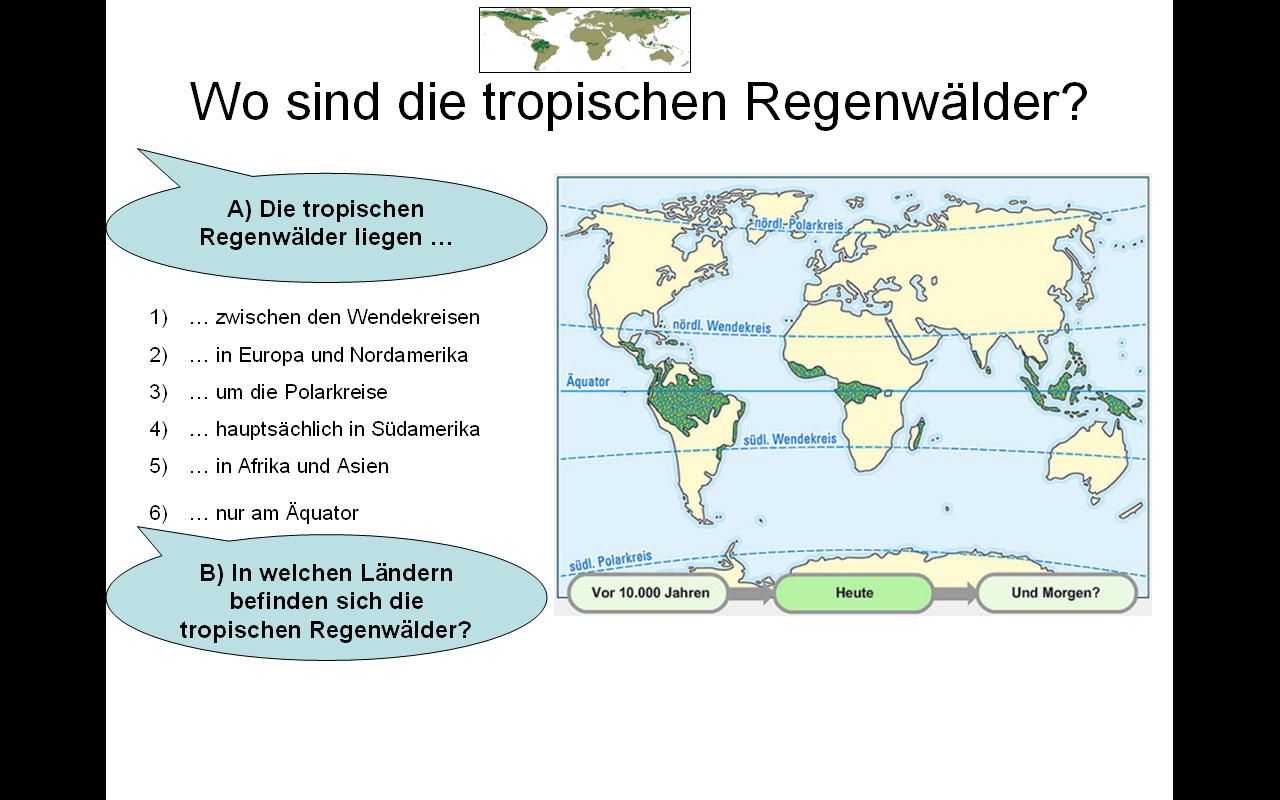 Wo sind die tropischen Regenwälder?
A) Die tropischen
Regenwälder liegen …
1) … zwischen den Wendekreisen
2) … in Europa und Nordamerika
3) … um die Polarkreise
4) … hauptsächlich in Südamerika
5) … in Afrika und Asien
6) … nur am Äquator
B) In welchen Ländern
befinden sich die
tropischen Regenwälder?
nördl. Polarkreis
nördl. Wendekreis
Äquator
südl. Wendekreis
südl. Polarkreis
Vor 10.000 Jahren
Heute
Und Morgen?